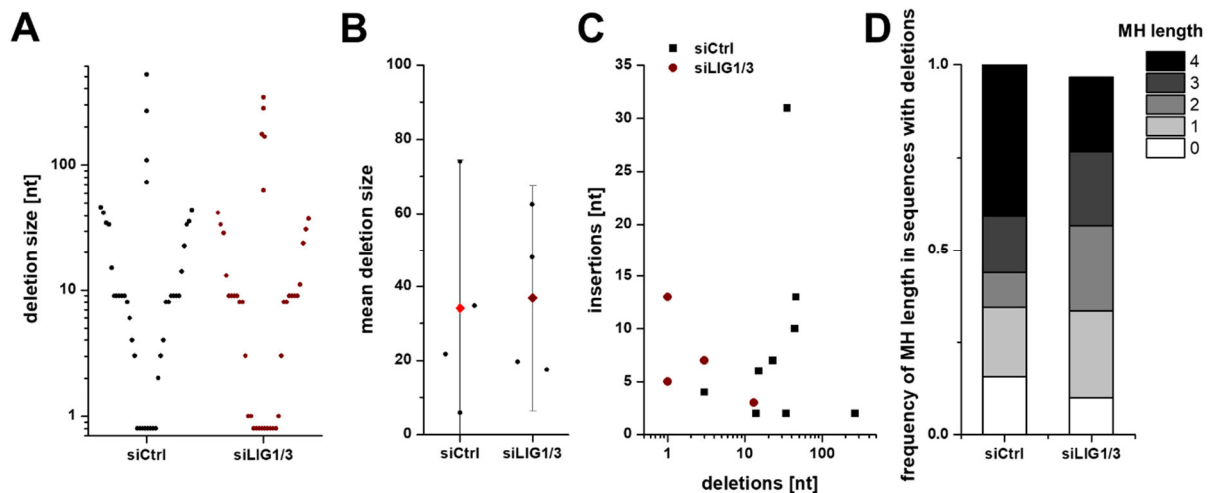 A
deletion size [nt]
100
10
1
siCtrl
siLIG1/3
B
mean deletion size
100
80
60
40
20
0
siCtrl
siLIG1/3
C
siCtrl
siLIG1/3
insertions [nt]
35
30
25
20
15
10
5
0
1
10
100
deletions [nt]
D
MH length
4
3
2
1
0
frequency of MH length in sequences with deletions
1.0
0.5
0.0
siCtrl
siLIG1/3